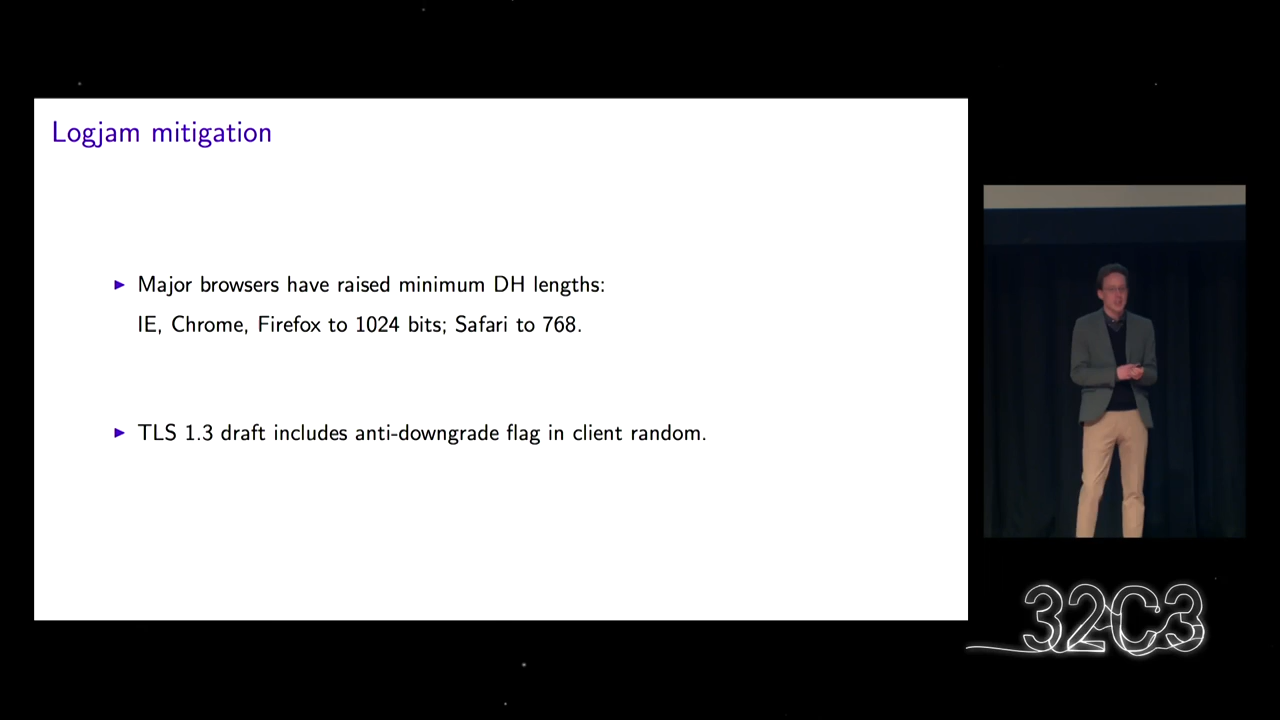 Logjam mitigation
► Major browsers have raised minimum DH lengths:
IE, Chrome, Firefox to 1024 bits; Safari to 768.
► TLS 1.3 draft includes anti-downgrade flag in client random.
32C3